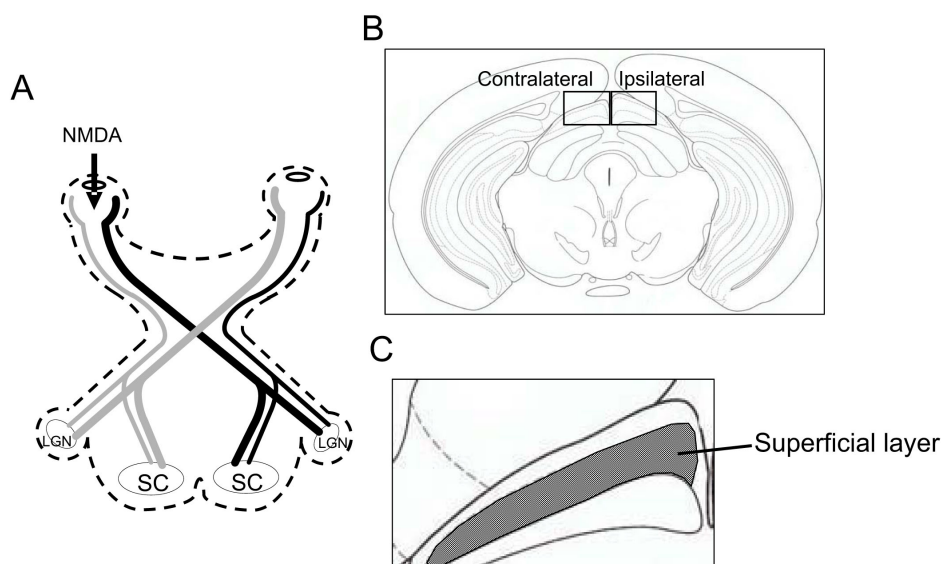 A
NMDA
LGN
SC
SC
LGN
B
Contralateral
Ipsilateral
C
Superficial layer